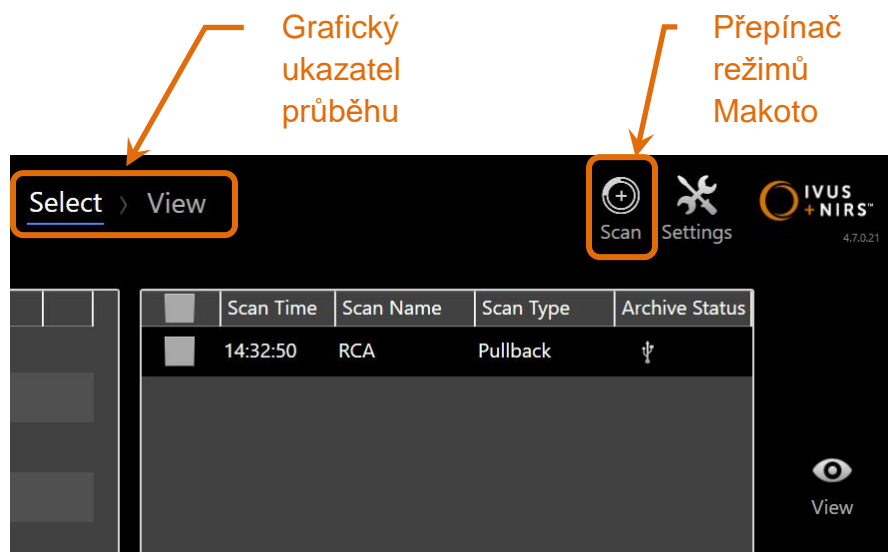 Grafický
ukazatel
průběhu
Přepínač
režimů
Makoto
Select > View
Scan
Settings
IVUS
+NIRS™
4.7.0.21
Scan Time Scan Name Scan Type Archive Status
14:32:50 RCA Pullback
View